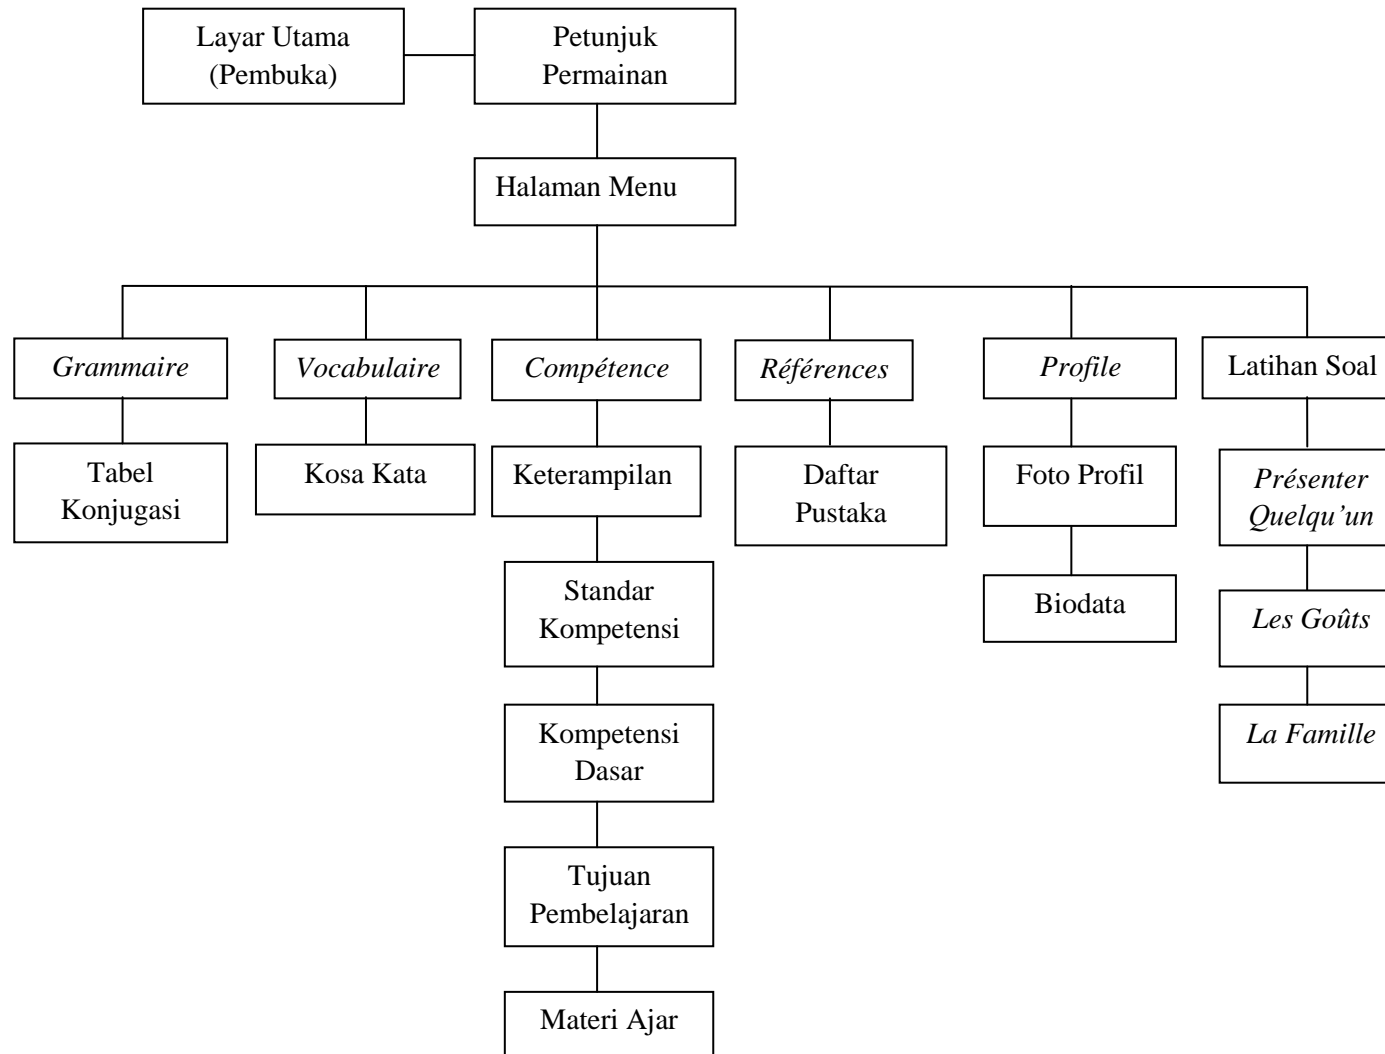 Layar Utama
(Pembuka)
Petunjuk
Permainan
Halaman Menu
Grammaire
Vocabulaire
Compétence
Références
Profile
Latihan Soal
Tabel
Konjugasi
Kosa Kata
Keterampilan
Daftar
Pustaka
Foto Profil
Présenter
Quelqu’un
Standar
Kompetensi
Biodata
Les Goûts
Kompetensi
Dasar
La Famille
Tujuan
Pembelajaran
Materi Ajar